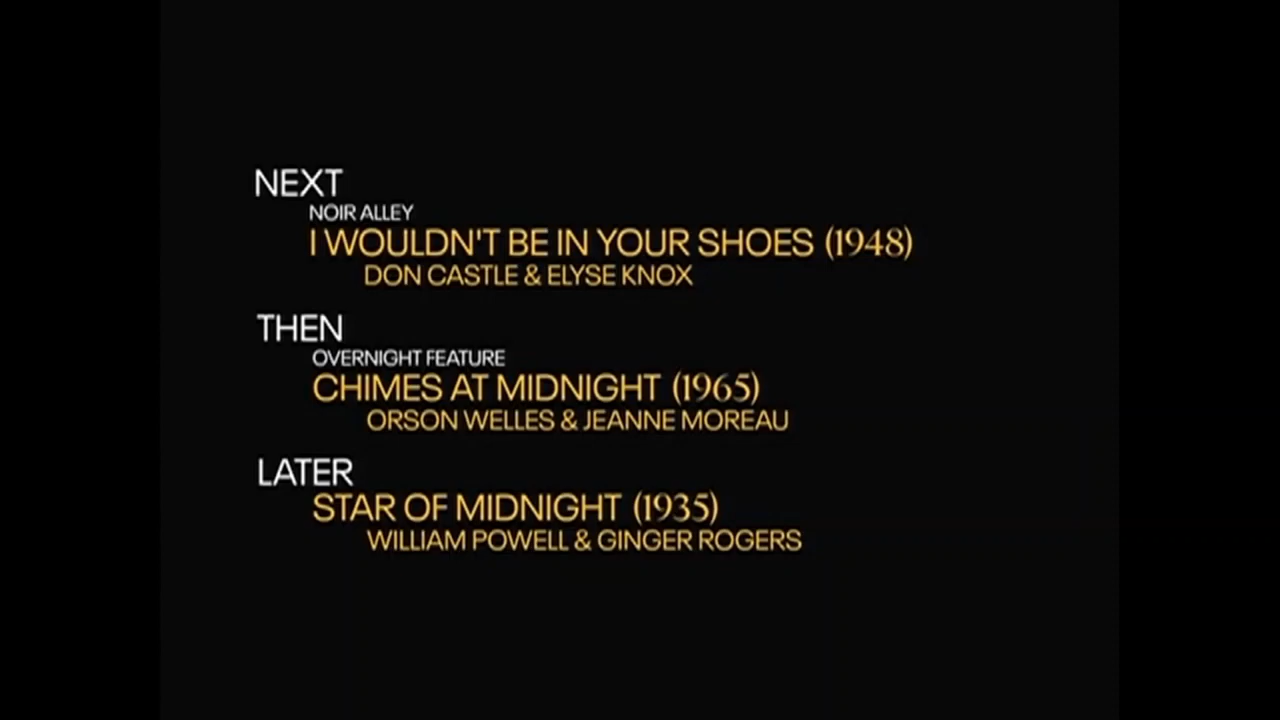 NEXT
NOIR ALLEY
I WOULDN'T BE IN YOUR SHOES (1948)
DON CASTLE & ELYSE KNOX
THEN
OVERNIGHT FEATURE
CHIMES AT MIDNIGHT (1965)
ORSON WELLES & JEANNE MOREAU
LATER
STAR OF MIDNIGHT (1935)
WILLIAM POWELL & GINGER ROGERS